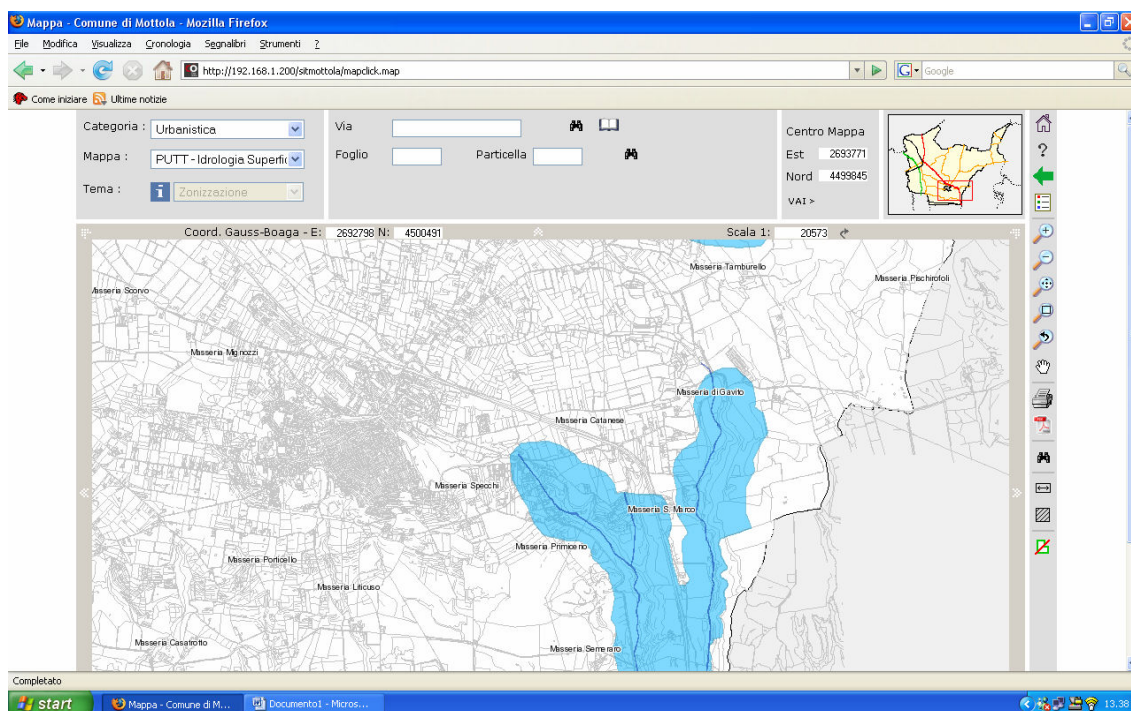 Mappa - Comune di Mottola - Mozilla Firefox
File Modifica Visualizza Cronologia Segnalibri Strumenti ?
http://192.168.1.200/sitmottola/mapclick.map
G Google
Come iniziare Ultime notizie
Categoria : Urbanistica
Mappa : PUTT - Idrologia Superfic
Tema : i Zonizzazione
Via
Foglio Particella
Centro Mappa
Est 2693771
Nord 4499845
VAI >
?
Coord. Gauss-Boaga - E: 2692798 N: 4500491 Scala 1: 20573
Masseria Tamburello
Masseria Pischirofoli
Masseria Scorvo
Masseria Mignozzi
Masseria di Gavito
Masseria Catanese
Masseria Specchi
Masseria S. Marco
Masseria Primicerio
Masseria Porticello
Masseria Liticuso
Masseria Casarotto
Masseria Semeraro
Completato
start Mappa - Comune di M... Documento1 - Micros... 13.38